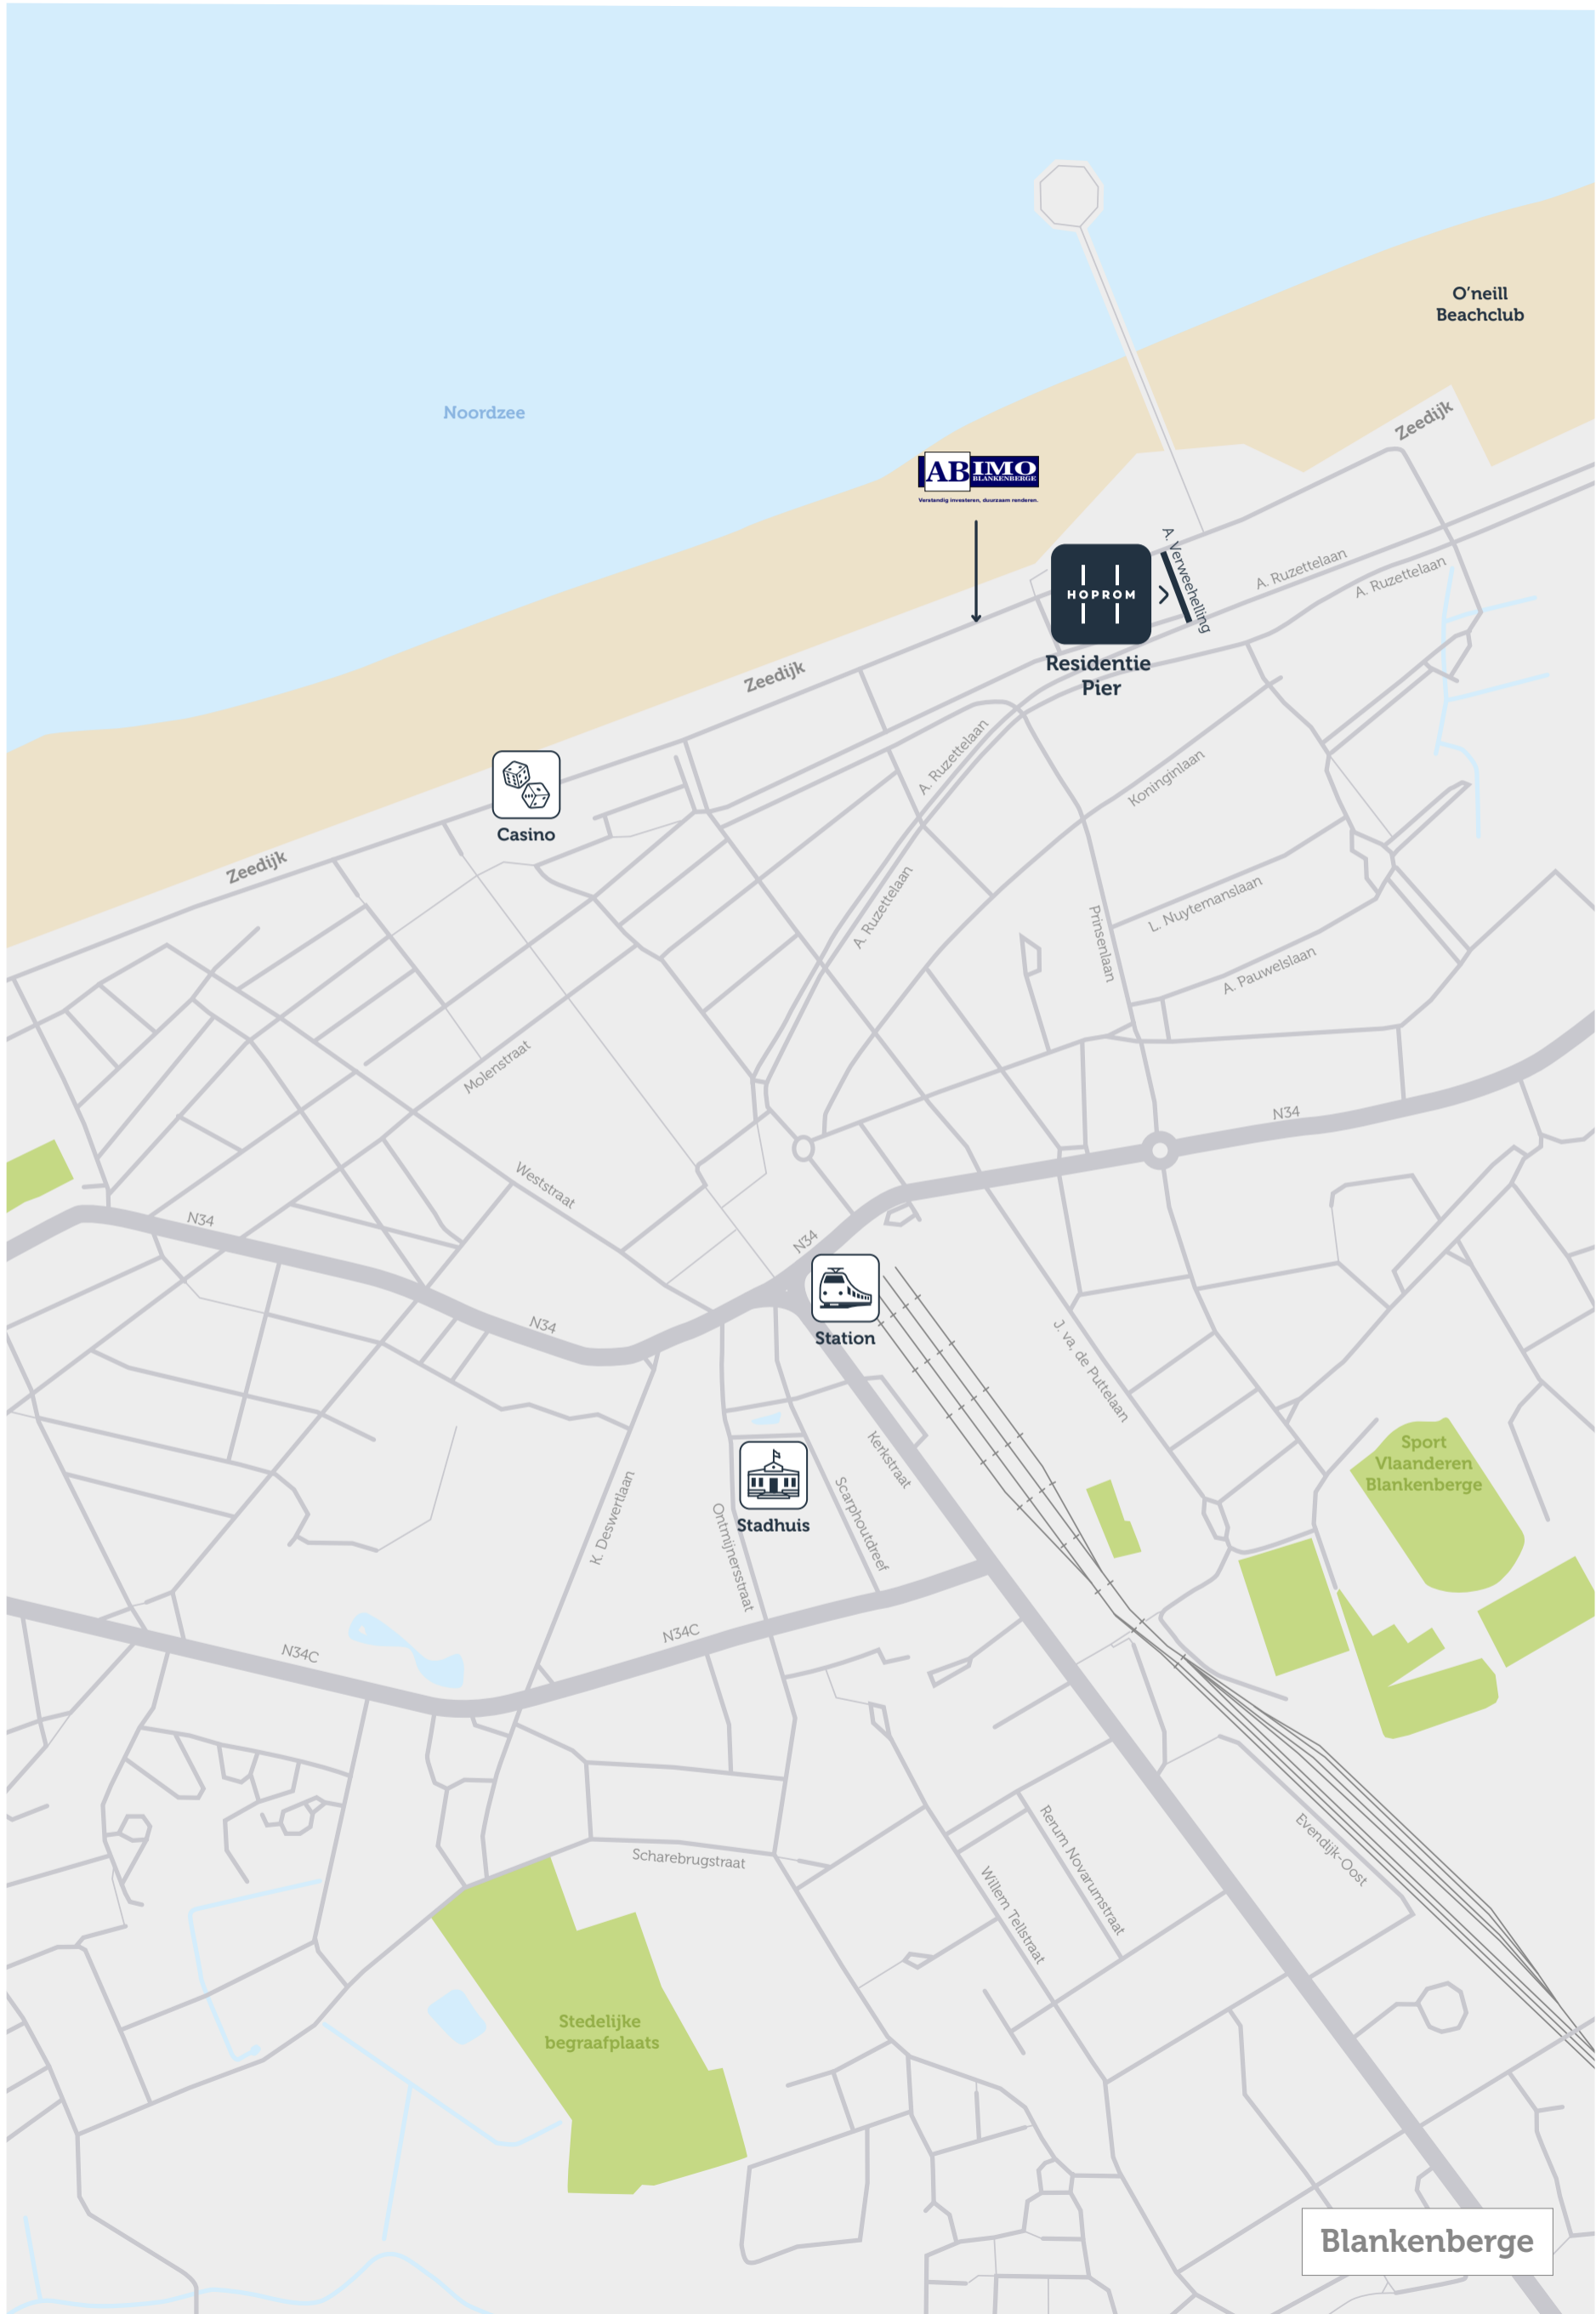 O'neill
Beachclub
Noordzee
Zeedijk
ABIMO
BLANKENBERGE
Verstandig investeren, duurzaam renderen.
A. Verweehelling
A. Ruzettelaan
A. Ruzettelaan
HOPROM
Residentie
Pier
Zeedijk
A. Ruzettelaan
Koninginlaan
Casino
Zeedijk
A. Ruzettelaan
L. Nuytemanslaan
Prinsenlaan
A. Pauwelslaan
Molenstraat
N34
Weststraat
N34
N34
N34
Station
J. va, de Puttelaan
Kerkstraat
Sport
Vlaanderen
Blankenberge
K. Deswertlaan
Ontmijnersstraat
Stadhuis
Scarphoutdreef
N34C
N34C
Scharebrugstraat
Rerum Novarumstraat
Evendijk-Oost
Willem Tellstraat
Stedelijke
begraafplaats
Blankenberge